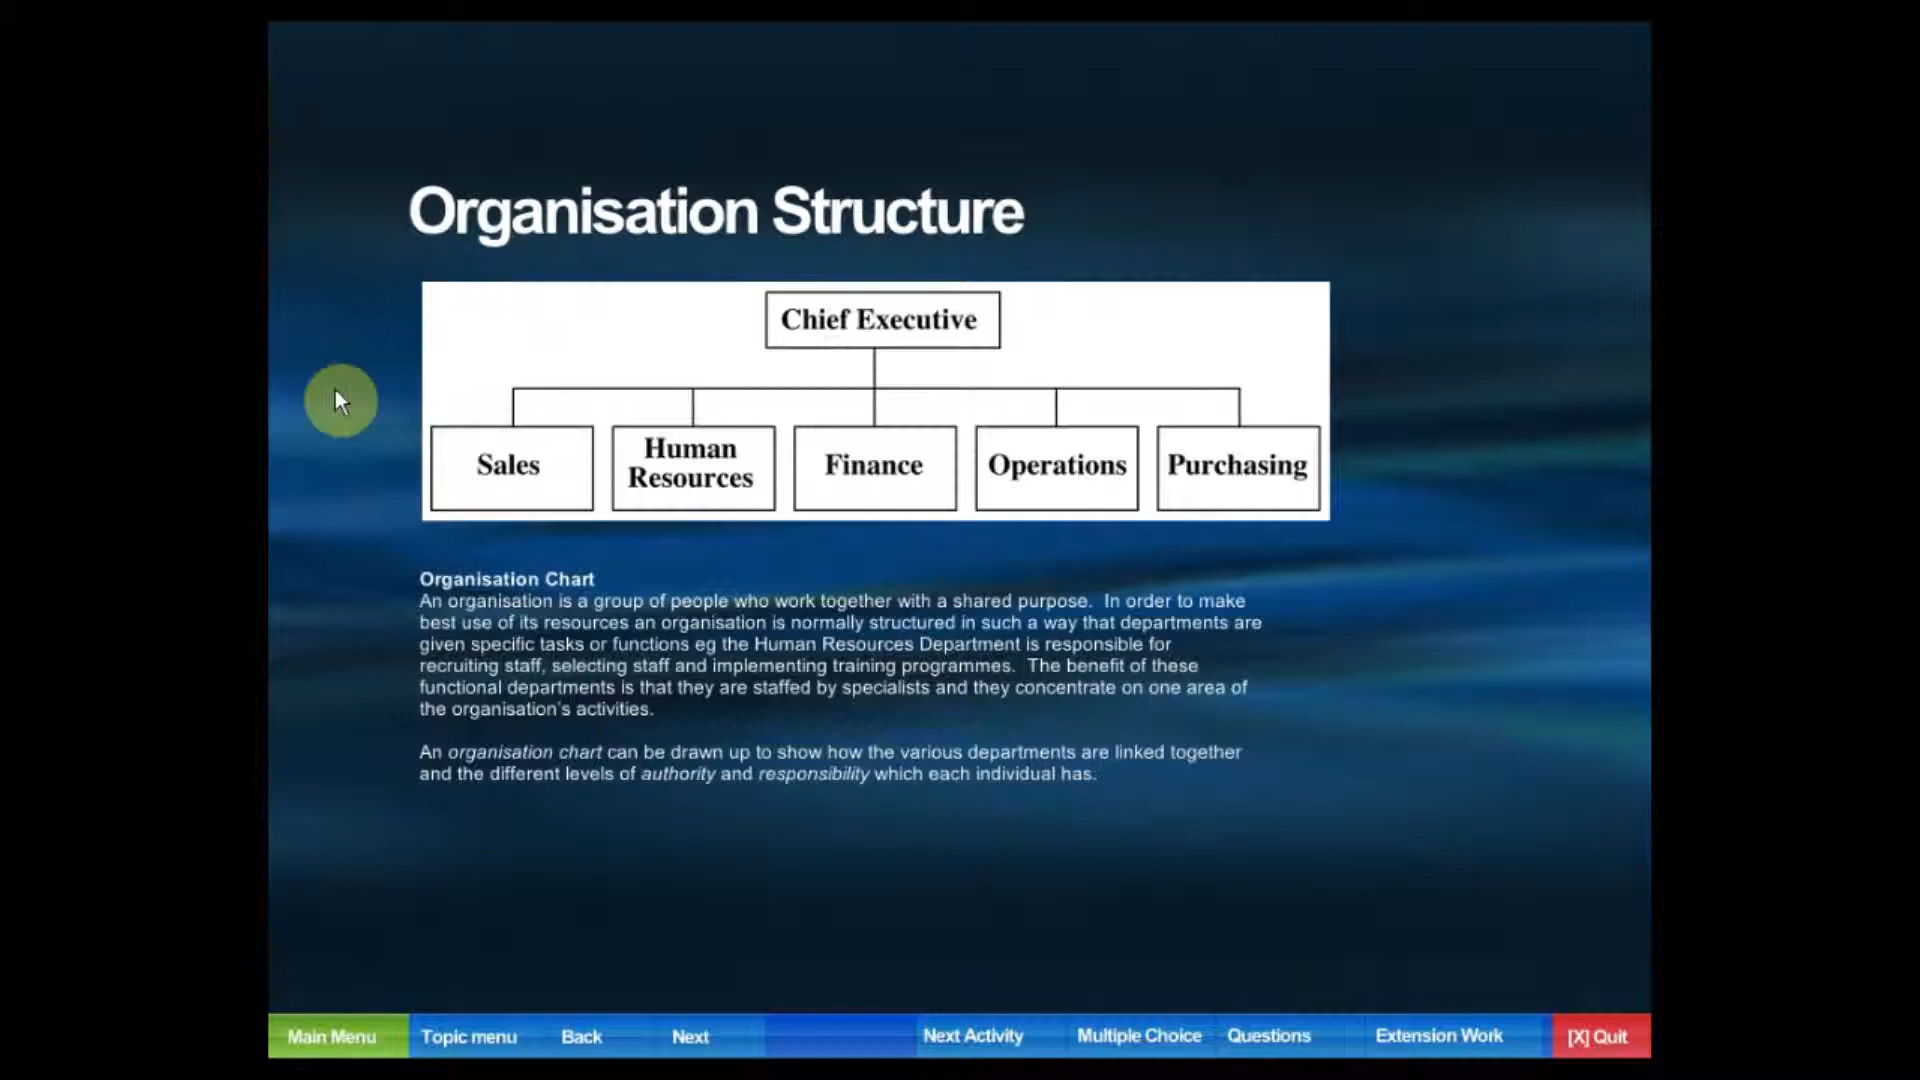 Organisation Structure
Chief Executive
Sales
Human
Resources
Finance
Operations
Purchasing
Organisation Chart
An organisation is a group of people who work together with a shared purpose. In order to make
best use of its resources an organisation is normally structured in such a way that departments are
given specific tasks or functions eg the Human Resources Department is responsible for
recruiting staff, selecting staff and implementing training programmes. The benefit of these
functional departments is that they are staffed by specialists and they concentrate on one area of
the organisation's activities.
An organisation chart can be drawn up to show how the various departments are linked together
and the different levels of authority and responsibility which each individual has.
Main Menu
Topic menu
Back
Next
Next Activity
Multiple Choice
Questions
Extension Work
[X] Quit